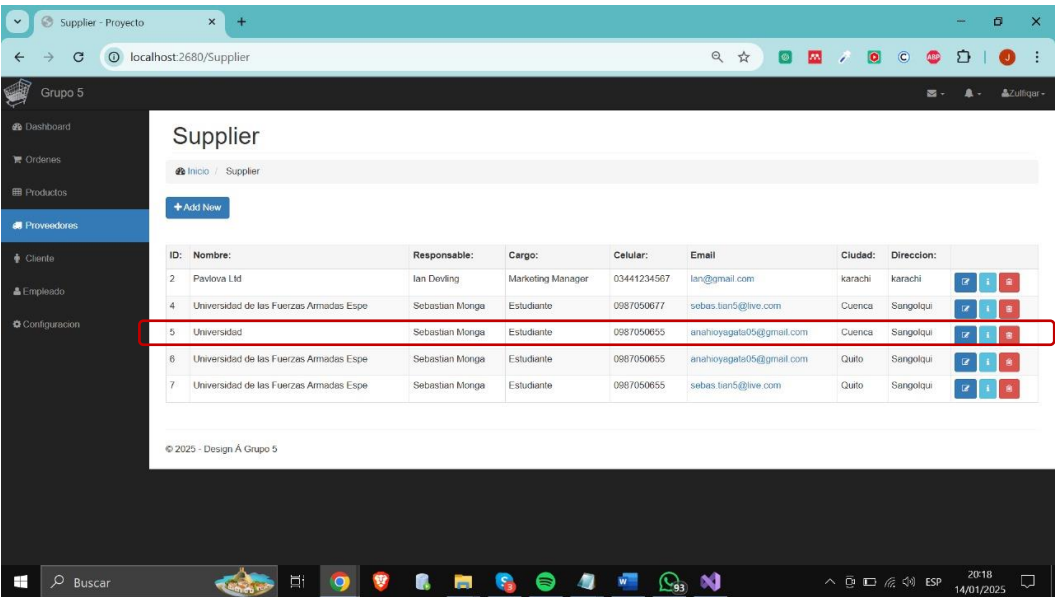 Supplier - Proyecto
localhost:2680/Supplier
ABP
J
Grupo 5
Zulfiqar
Dashboard
Ordenes
Productos
Proveedores
Cliente
Empleado
Configuracion
Supplier
Inicio / Supplier
+Add New
ID: Nombre: Responsable: Cargo: Celular: Email Ciudad: Direccion:
2 Pavlova Ltd Ian Devling Marketing Manager 03441234567 Ian@gmail.com karachi karachi
4 Universidad de las Fuerzas Armadas Espe Sebastian Monga Estudiante 0987050677 sebas.tian5@live.com Cuenca Sangolqui
5 Universidad Sebastian Monga Estudiante 0987050655 anahioyagata05@gmail.com Cuenca Sangolqui
6 Universidad de las Fuerzas Armadas Espe Sebastian Monga Estudiante 0987050655 anahioyagata05@gmail.com Quito Sangolqui
7 Universidad de las Fuerzas Armadas Espe Sebastian Monga Estudiante 0987050655 sebas.tian5@live.com Quito Sangolqui
© 2025 - Design Á Grupo 5
Buscar
93
ESP
20:18
14/01/2025